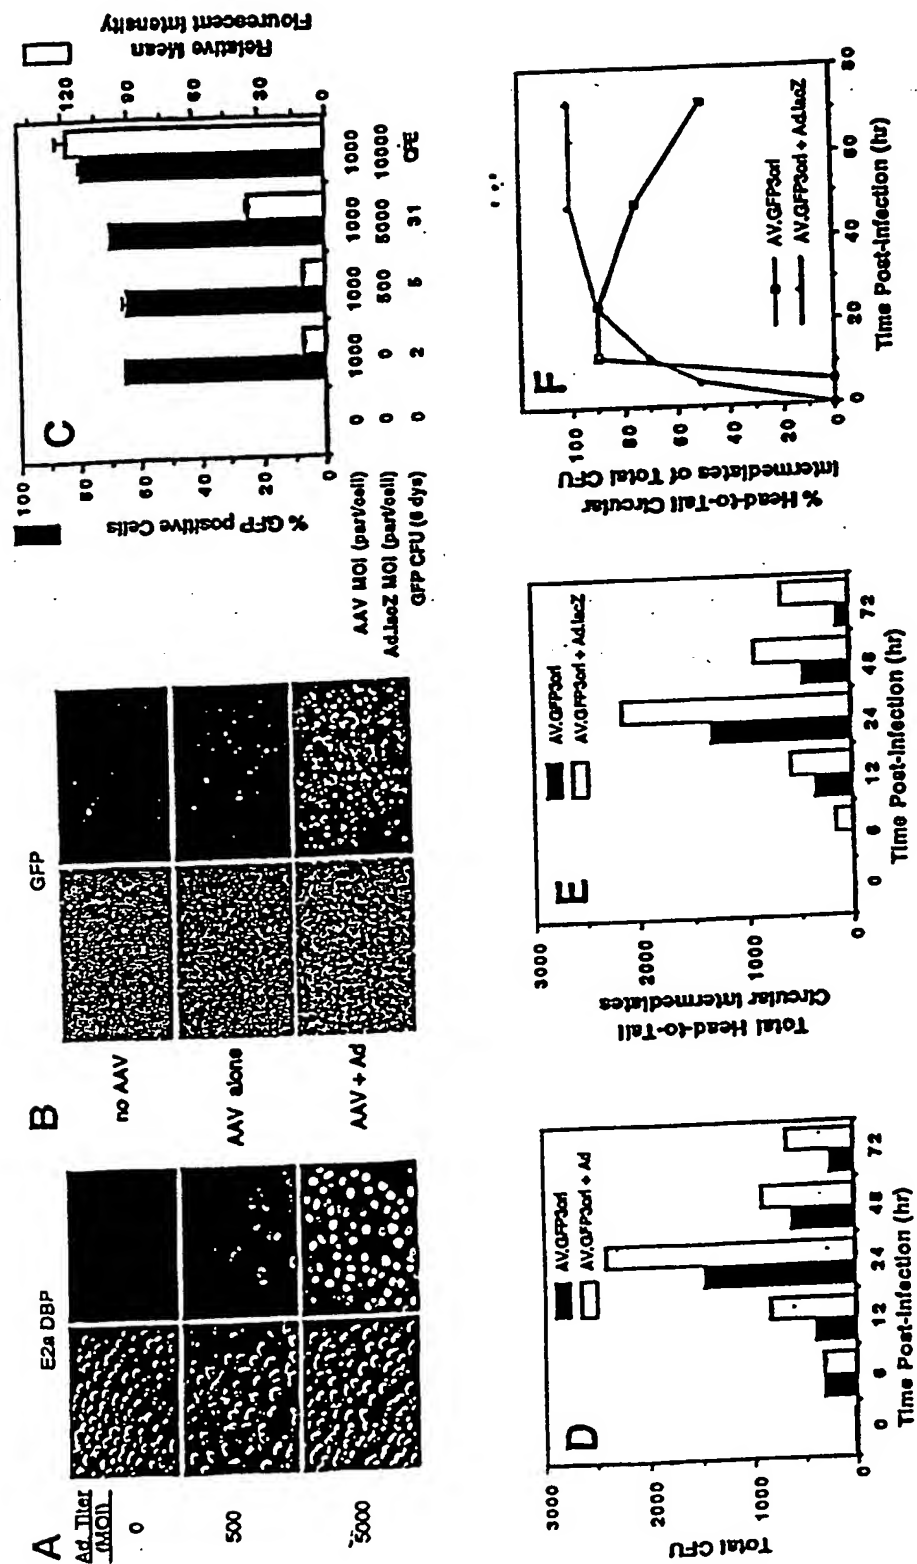 A
E2a DBP
Ad. Titer
(MOI)
0
500
5000
B
GFP
no AAV
AAV alone
AAV + Ad
C
% GFP positive Cells
100
80
60
40
20
0
Relative Mean
Flourescent Intensity
120
90
60
30
0
AAV MOI (part/cell) 0 1000 1000 1000 1000
Ad.lacZ MOI (part/cell) 0 0 500 5000 10000
GFP CFU (6 dys) 0 2 5 31 CPE
D
Total CFU
3000
2000
1000
0
AV.GFP3ori
AV.GFP3ori + Ad
0 6 12 24 48 72
Time Post-Infection (hr)
E
Total Head-to-Tail
Circular Intermediates
3000
2000
1000
0
AV.GFP3ori
AV.GFP3ori + Ad.lacZ
0 6 12 24 48 72
Time Post-Infection (hr)
F
% Head-to-Tail Circular
Intermediates of Total CFU
100
80
60
40
20
0
AV.GFP3ori
AV.GFP3ori + Ad.lacZ
0 20 40 60 80
Time Post-Infection (hr)